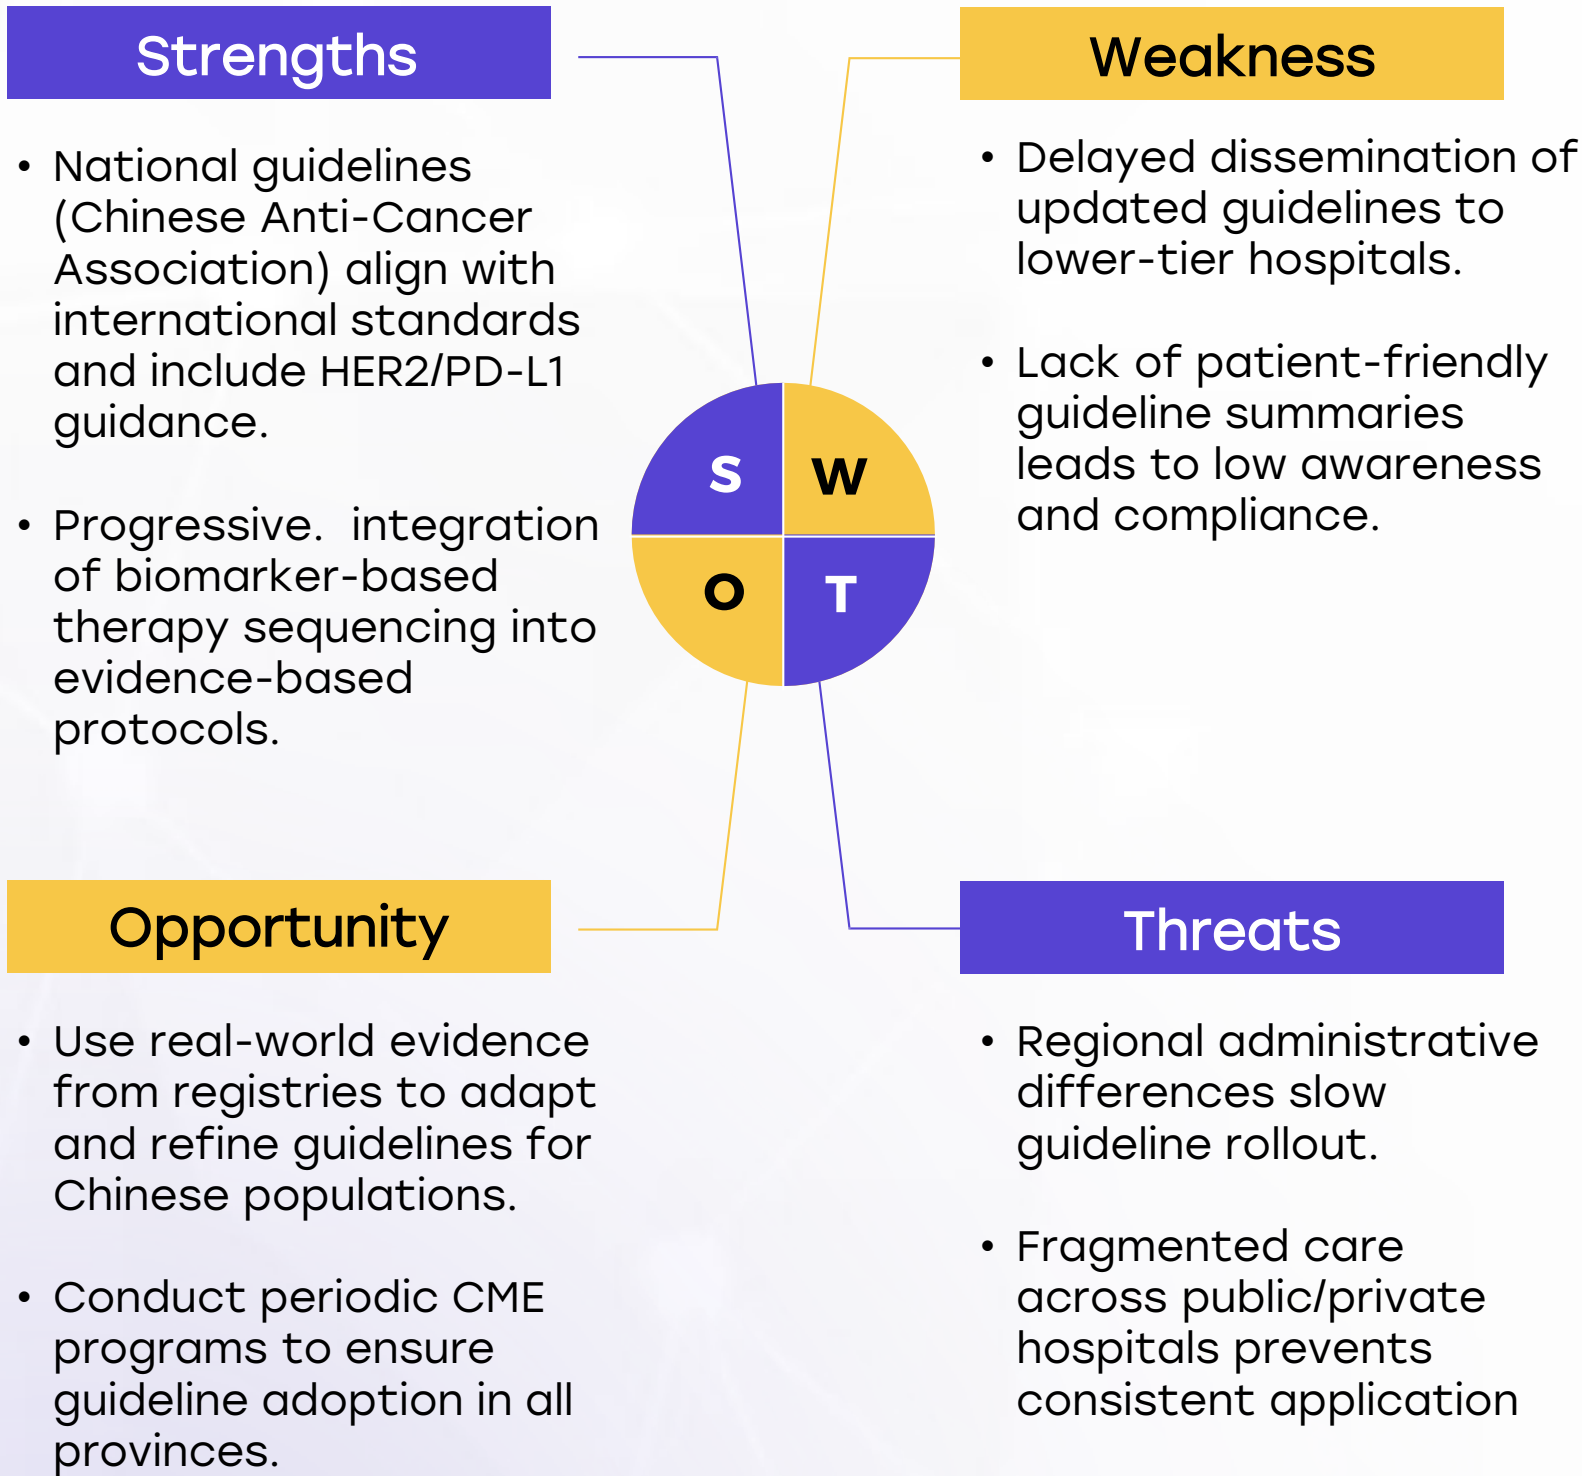 Strengths
• National guidelines
(Chinese Anti-Cancer
Association) align with
international standards
and include HER2/PD-L1
guidance.
• Progressive.  integration
of biomarker-based
therapy sequencing into
evidence-based
protocols.
Weakness
• Delayed dissemination of
updated guidelines to
lower-tier hospitals.
• Lack of patient-friendly
guideline summaries
leads to low awareness
and compliance.
S
W
O
T
Opportunity
• Use real-world evidence
from registries to adapt
and refine guidelines for
Chinese populations.
• Conduct periodic CME
programs to ensure
guideline adoption in all
provinces.
Threats
• Regional administrative
differences slow
guideline rollout.
• Fragmented care
across public/private
hospitals prevents
consistent application